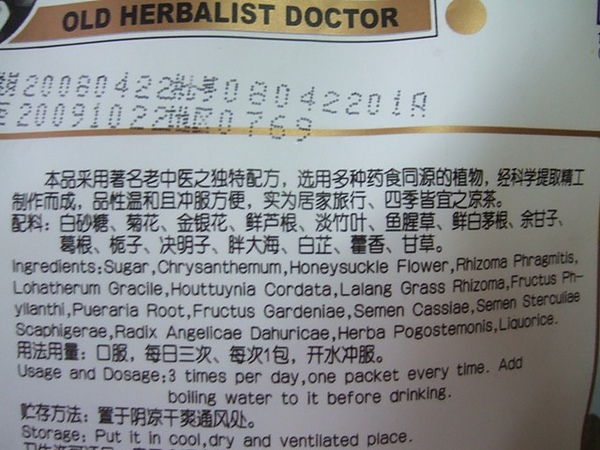 OLD HERBALIST DOCTOR
20080422批号08042201A
至20091022地区0769
本品采用著名老中医之独特配方，选用多种药食同源的植物，经科学提取精工
制作而成，品性温和且冲服方便，实为居家旅行、四季皆宜之凉茶。
配料：白砂糖、菊花、金银花、鲜芦根、淡竹叶、鱼腥草、鲜白茅根、余甘子、
葛根、栀子、决明子、胖大海、白芷、藿香、甘草。
Ingredients:Sugar,Chrysanthemum,Honeysuckle Flower,Rhizoma Phragmitis,
Lohatherum Gracile,Houttuynia Cordata,Lalang Grass Rhizoma,Fructus Ph-
yllanthi,Pueraria Root,Fructus Gardeniae,Semen Cassiae,Semen Sterculiae
Scaphigerae,Radix Angelicae Dahuricae,Herba Pogostemonis,Liquorice.
用法用量：口服，每日三次、每次1包，开水冲服。
Usage and Dosage:3 times per day,one packet every time. Add
boiling water to it before drinking.
贮存方法：置于阴凉干爽通风处。
Storage: Put it in cool,dry and ventilated place.